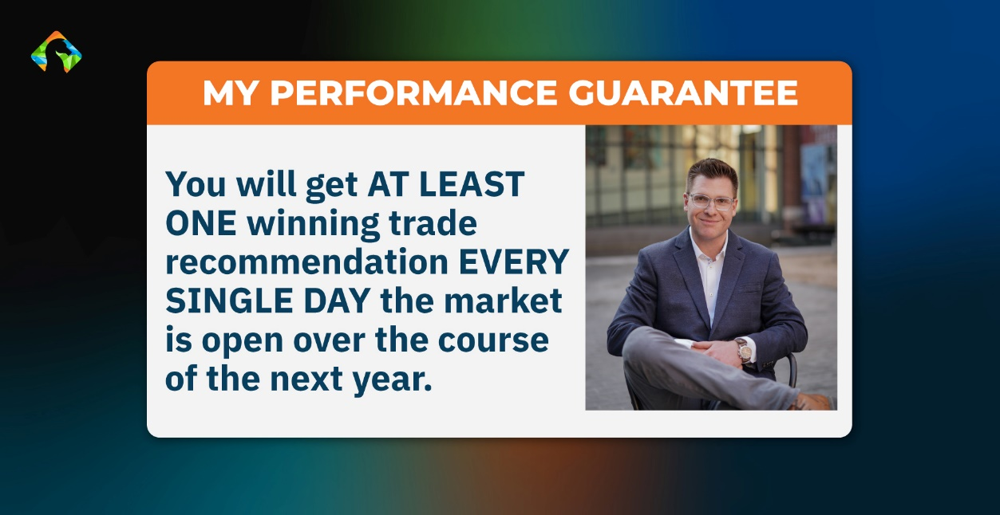 MY PERFORMANCE GUARANTEE
You will get AT LEAST
ONE winning trade
recommendation EVERY
SINGLE DAY the market
is open over the course
of the next year.